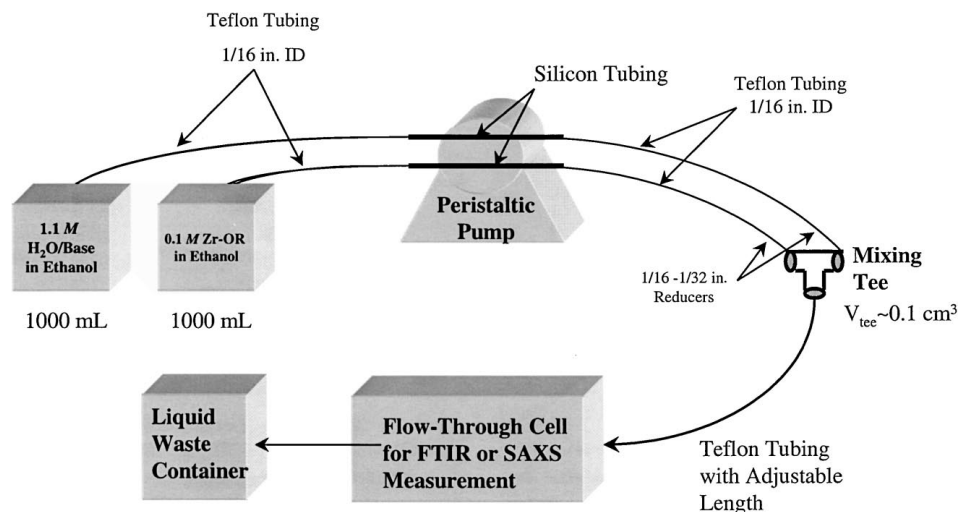 Teflon Tubing
1/16 in. ID
Silicon Tubing
Teflon Tubing
1/16 in. ID
1.1 M
H₂O/Base
in Ethanol
0.1 M Zr-OR
in Ethanol
Peristaltic
Pump
1000 mL
1000 mL
1/16 -1/32 in.
Reducers
Mixing
Tee
V_tee~0.1 cm³
Liquid
Waste
Container
Flow-Through Cell
for FTIR or SAXS
Measurement
Teflon Tubing
with Adjustable
Length